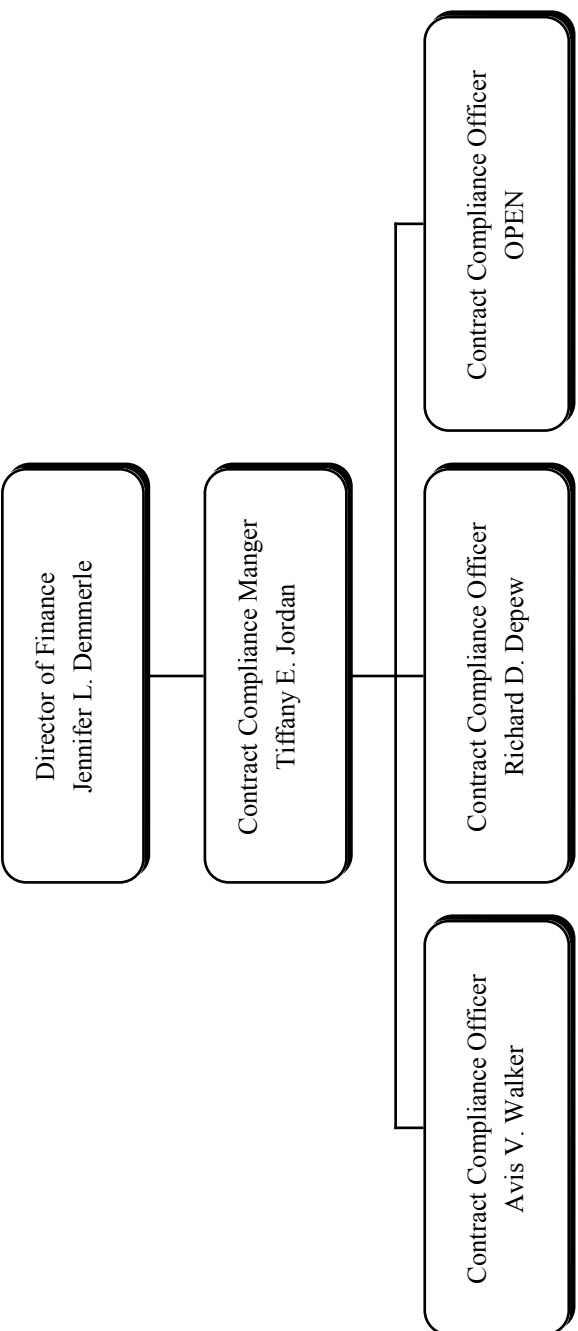 Director of Finance
Jennifer L. Demmerle
Contract Compliance Manger
Tiffany E. Jordan
Contract Compliance Officer
Avis V. Walker
Contract Compliance Officer
Richard D. Depew
Contract Compliance Officer
OPEN